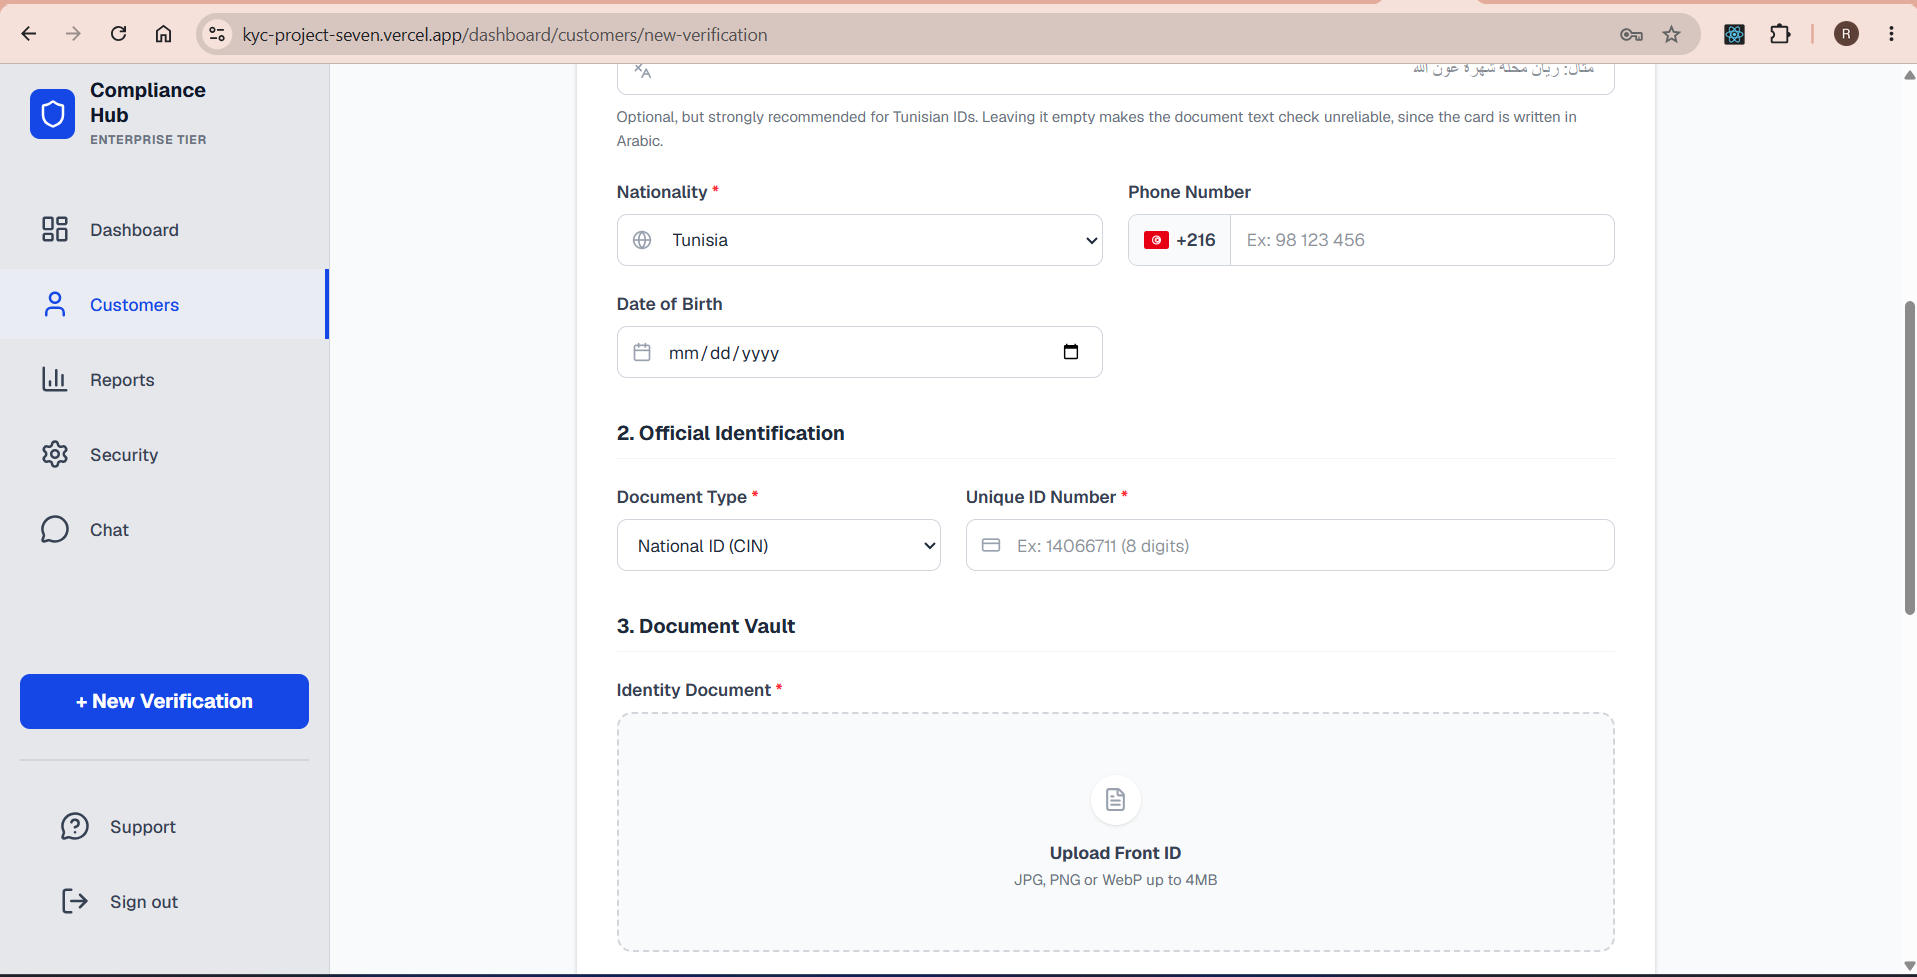 kyc-project-seven.vercel.app/dashboard/customers/new-verification
R
Compliance
Hub
ENTERPRISE TIER
Dashboard
Customers
Reports
Security
Chat
+ New Verification
Support
Sign out
مثال: ريان محلة شهرة عون الله
Optional, but strongly recommended for Tunisian IDs. Leaving it empty makes the document text check unreliable, since the card is written in
Arabic.
Nationality *
Phone Number
Tunisia
+216
Ex: 98 123 456
Date of Birth
mm/dd/yyyy
2. Official Identification
Document Type *
Unique ID Number *
National ID (CIN)
Ex: 14066711 (8 digits)
3. Document Vault
Identity Document *
Upload Front ID
JPG, PNG or WebP up to 4MB